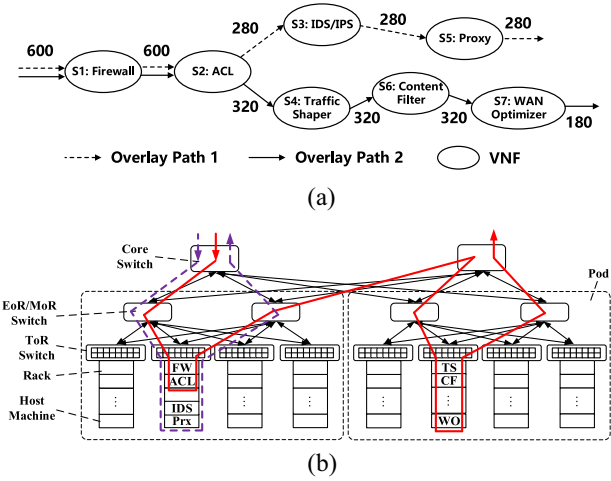 600
600
280
S3: IDS/IPS
280
S5: Proxy
280
S1: Firewall
S2: ACL
320
S4: Traffic
Shaper
320
S6: Content
Filter
320
S7: WAN
Optimizer
180
Overlay Path 1
Overlay Path 2
VNF
(a)
Core
Switch
Pod
EoR/MoR
Switch
ToR
Switch
Rack
Host
Machine
FW
ACL
⋮
IDS
Prx
TS
CF
⋮
WO
(b)